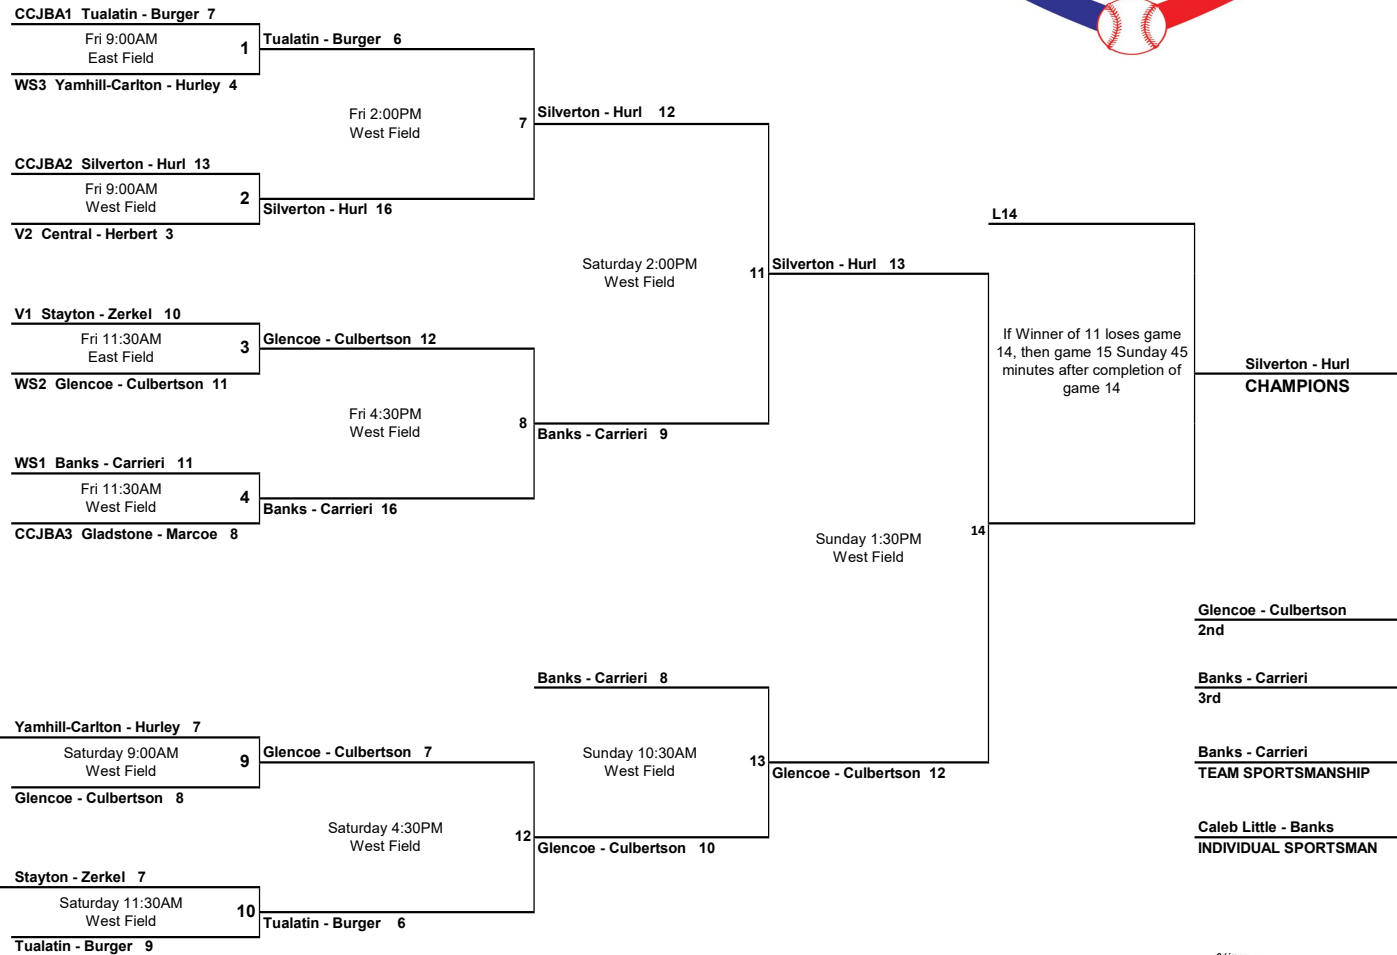 CCJBA1 Tualatin - Burger 7
Fri 9:00AM
East Field
1
WS3 Yamhill-Carlton - Hurley 4
Tualatin - Burger 6
Fri 2:00PM
West Field
7
CCJBA2 Silverton - Hurl 13
Fri 9:00AM
West Field
2
V2 Central - Herbert 3
Silverton - Hurl 16
Silverton - Hurl 12
Saturday 2:00PM
West Field
11
V1 Stayton - Zerkel 10
Fri 11:30AM
East Field
3
WS2 Glencoe - Culbertson 11
Glencoe - Culbertson 12
Fri 4:30PM
West Field
8
WS1 Banks - Carrieri 11
Fri 11:30AM
West Field
4
CCJBA3 Gladstone - Marcoe 8
Banks - Carrieri 16
Banks - Carrieri 9
Silverton - Hurl 13
Sunday 1:30PM
West Field
14
L14
If Winner of 11 loses game
14, then game 15 Sunday 45
minutes after completion of
game 14
Silverton - Hurl
CHAMPIONS
Yamhill-Carlton - Hurley 7
Saturday 9:00AM
West Field
9
Glencoe - Culbertson 8
Glencoe - Culbertson 7
Saturday 4:30PM
West Field
12
Stayton - Zerkel 7
Saturday 11:30AM
West Field
10
Tualatin - Burger 9
Tualatin - Burger 6
Banks - Carrieri 8
Sunday 10:30AM
West Field
13
Glencoe - Culbertson 10
Glencoe - Culbertson 12
Glencoe - Culbertson
2nd
Banks - Carrieri
3rd
Banks - Carrieri
TEAM SPORTSMANSHIP
Caleb Little - Banks
INDIVIDUAL SPORTSMAN